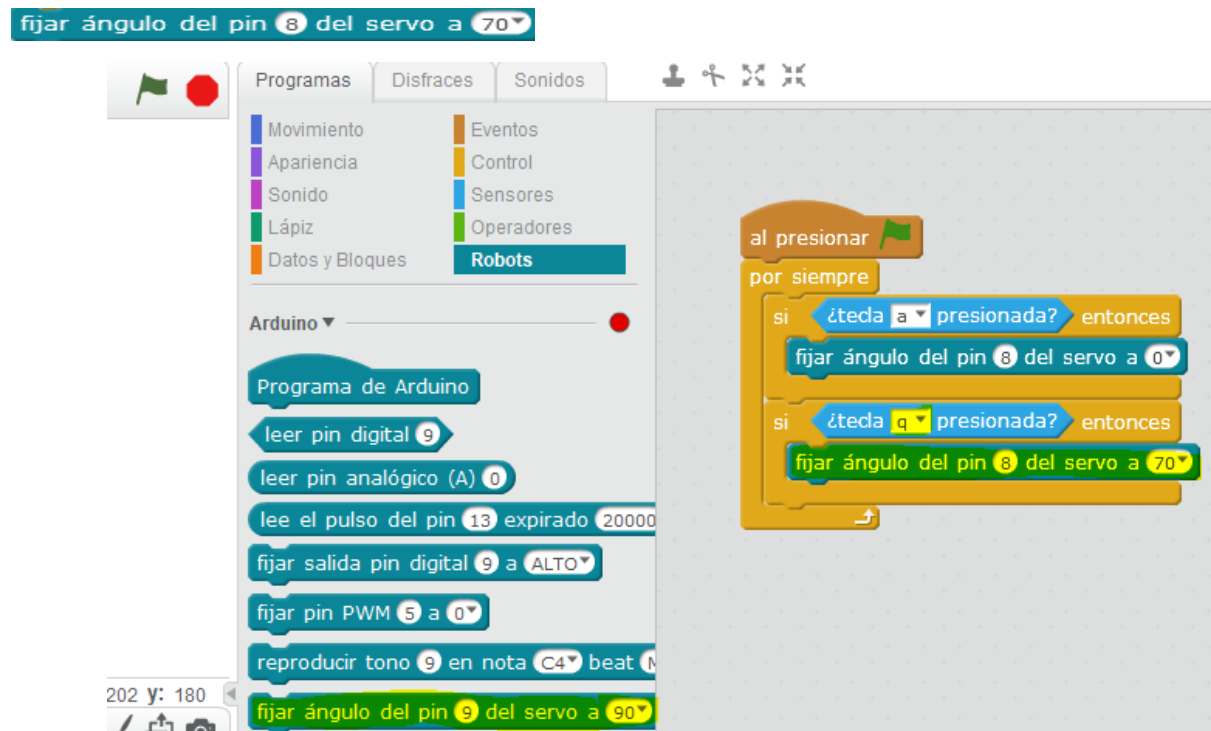 fijar ángulo del pin 8 del servo a 70
Programas Disfraces Sonidos
Movimiento Eventos
Apariencia Control
Sonido Sensores
Lápiz Operadores
Datos y Bloques Robots
Arduino
Programa de Arduino
leer pin digital 9
leer pin analógico (A) 0
lee el pulso del pin 13 expirado 20000
fijar salida pin digital 9 a ALTO
fijar pin PWM 5 a 0
reproducir tono 9 en nota C4 beat
fijar ángulo del pin 9 del servo a 90
202 y: 180
al presionar
por siempre
si ¿tecla a presionada? entonces
fijar ángulo del pin 8 del servo a 0
si ¿tecla q presionada? entonces
fijar ángulo del pin 8 del servo a 70